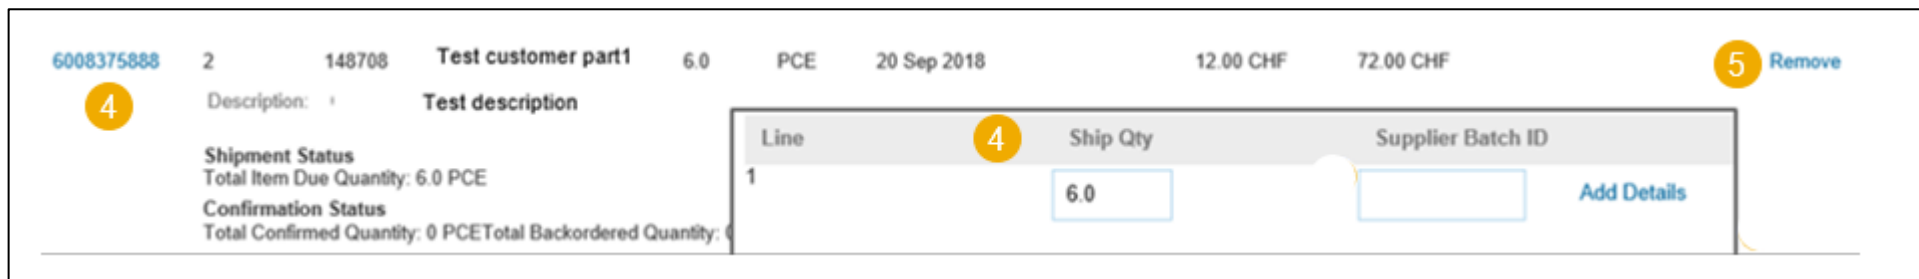 6008375888 2 148708 Test customer part1 6.0 PCE 20 Sep 2018 12.00 CHF 72.00 CHF 5 Remove
4 Description: Test description
Line 4 Ship Qty Supplier Batch ID
Shipment Status
Total Item Due Quantity: 6.0 PCE
1 6.0 Add Details
Confirmation Status
Total Confirmed Quantity: 0 PCETotal Backordered Quantity: